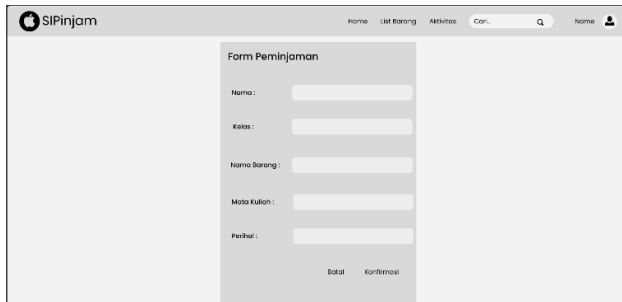 SIPinjam
Home List Barang Aktivitas Cari.. Name
Form Peminjaman
Nama :
Kelas :
Nama Barang :
Mata Kuliah :
Perihal :
Batal Konfirmasi